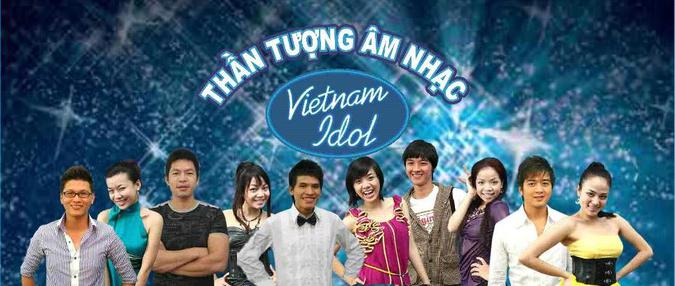 THẦN TƯỢNG ÂM NHẠC
Vietnam
Idol